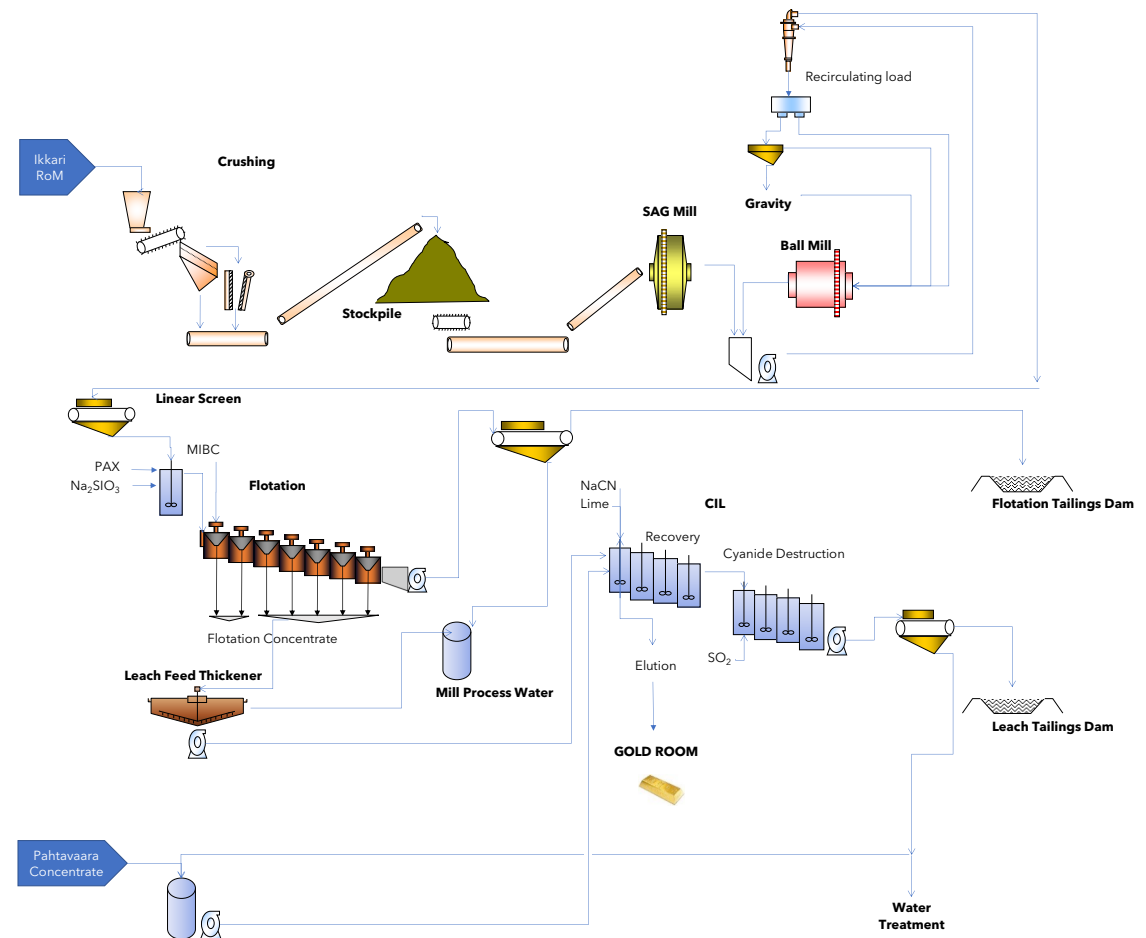 Recirculating load
Ikkari
RoM
Crushing
Gravity
SAG Mill
Ball Mill
Stockpile
Linear Screen
MIBC
PAX
Na₂SIO₃
Flotation
NaCN
Lime
CIL
Flotation Tailings Dam
Recovery
Cyanide Destruction
Flotation Concentrate
SO₂
Elution
Leach Feed Thickener
Mill Process Water
Leach Tailings Dam
GOLD ROOM
Pahtavaara
Concentrate
Water
Treatment